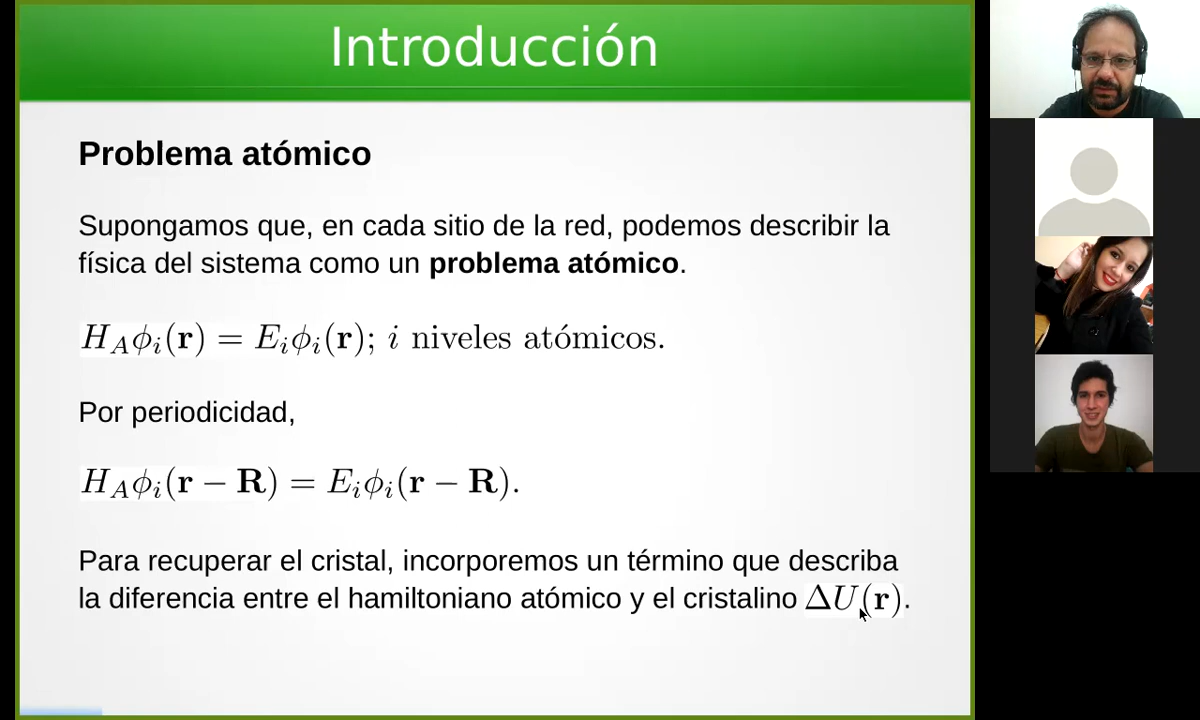 Introducción
Problema atómico
Supongamos que, en cada sitio de la red, podemos describir la
física del sistema como un problema atómico.
H_Aϕ_i(r) = E_iϕ_i(r); i niveles atómicos.
Por periodicidad,
H_Aϕ_i(r − R) = E_iϕ_i(r − R).
Para recuperar el cristal, incorporemos un término que describa
la diferencia entre el hamiltoniano atómico y el cristalino ΔU(r).